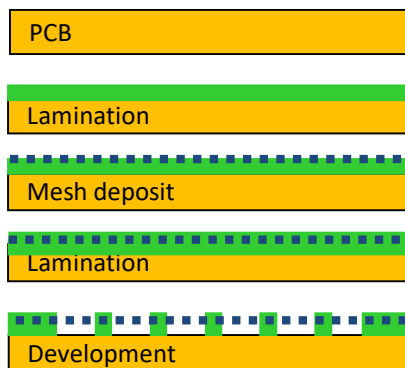 PCB
Lamination
Mesh deposit
Lamination
Development